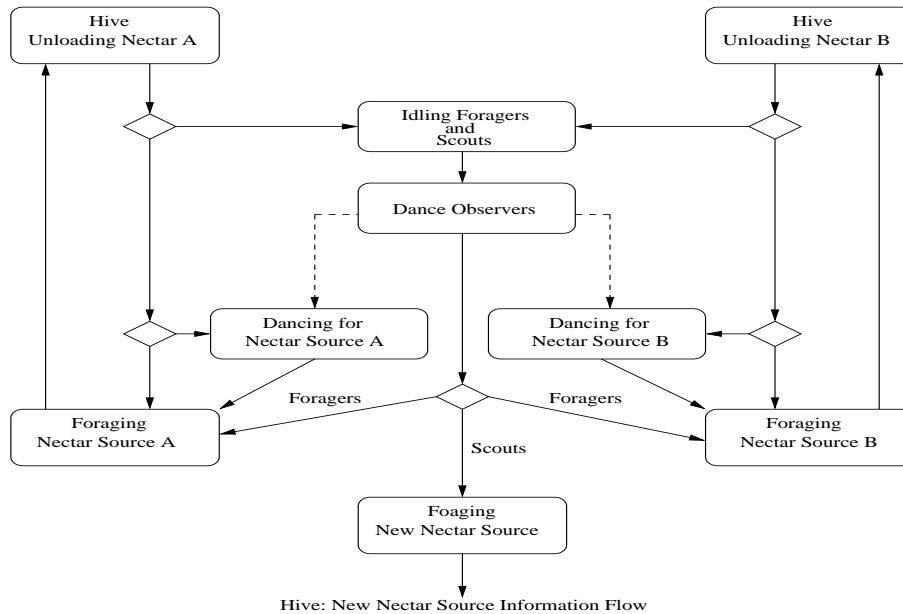 Hive
Unloading Nectar A
Hive
Unloading Nectar B
Idling Foragers
and
Scouts
Dance Observers
Dancing for
Nectar Source A
Dancing for
Nectar Source B
Foragers
Foragers
Foraging
Nectar Source A
Foraging
Nectar Source B
Scouts
Foaging
New Nectar Source
Hive: New Nectar Source Information Flow